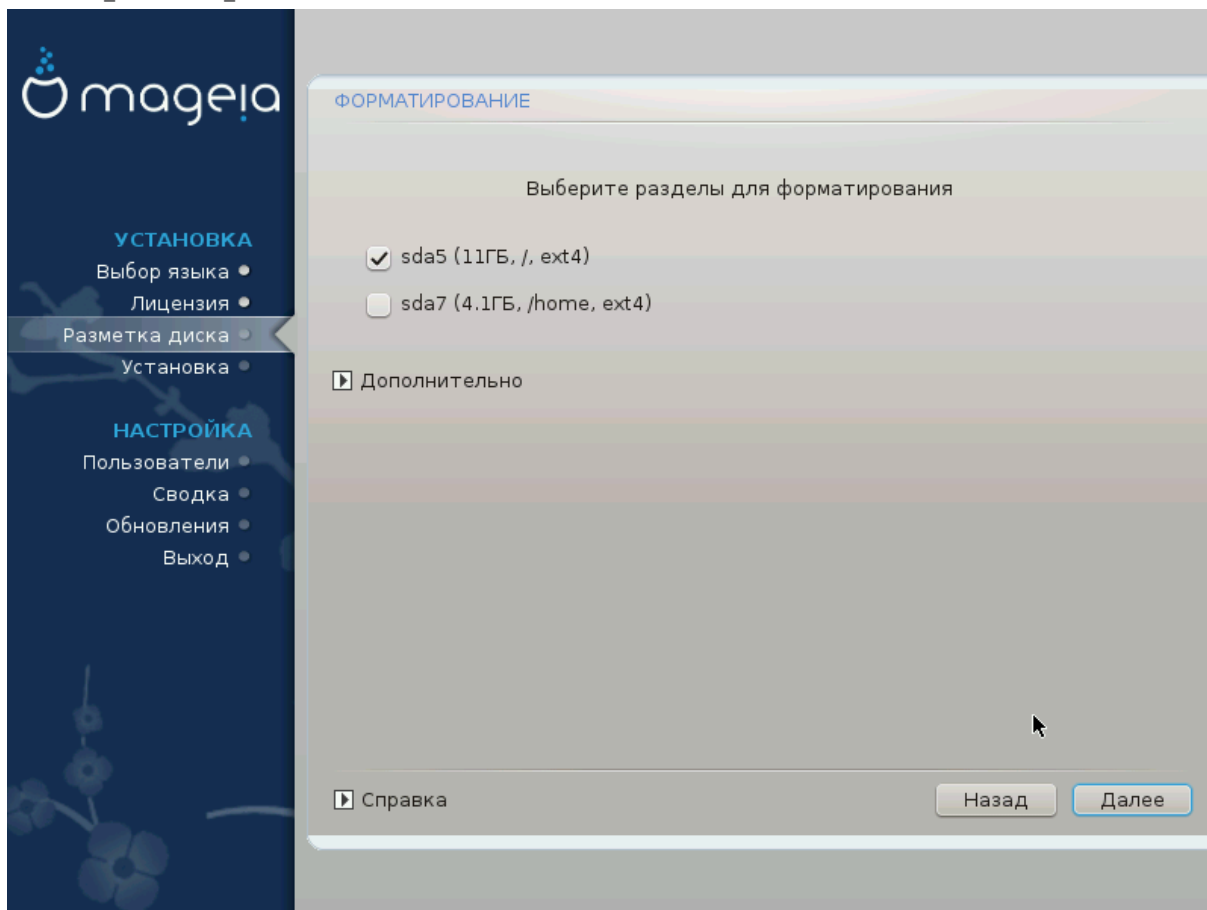 mageia
УСТАНОВКА
Выбор языка
Лицензия
Разметка диска
Установка
НАСТРОЙКА
Пользователи
Сводка
Обновления
Выход
ФОРМАТИРОВАНИЕ
Выберите разделы для форматирования
sda5 (11ГБ, /, ext4)
sda7 (4.1ГБ, /home, ext4)
Дополнительно
Справка
Назад
Далее